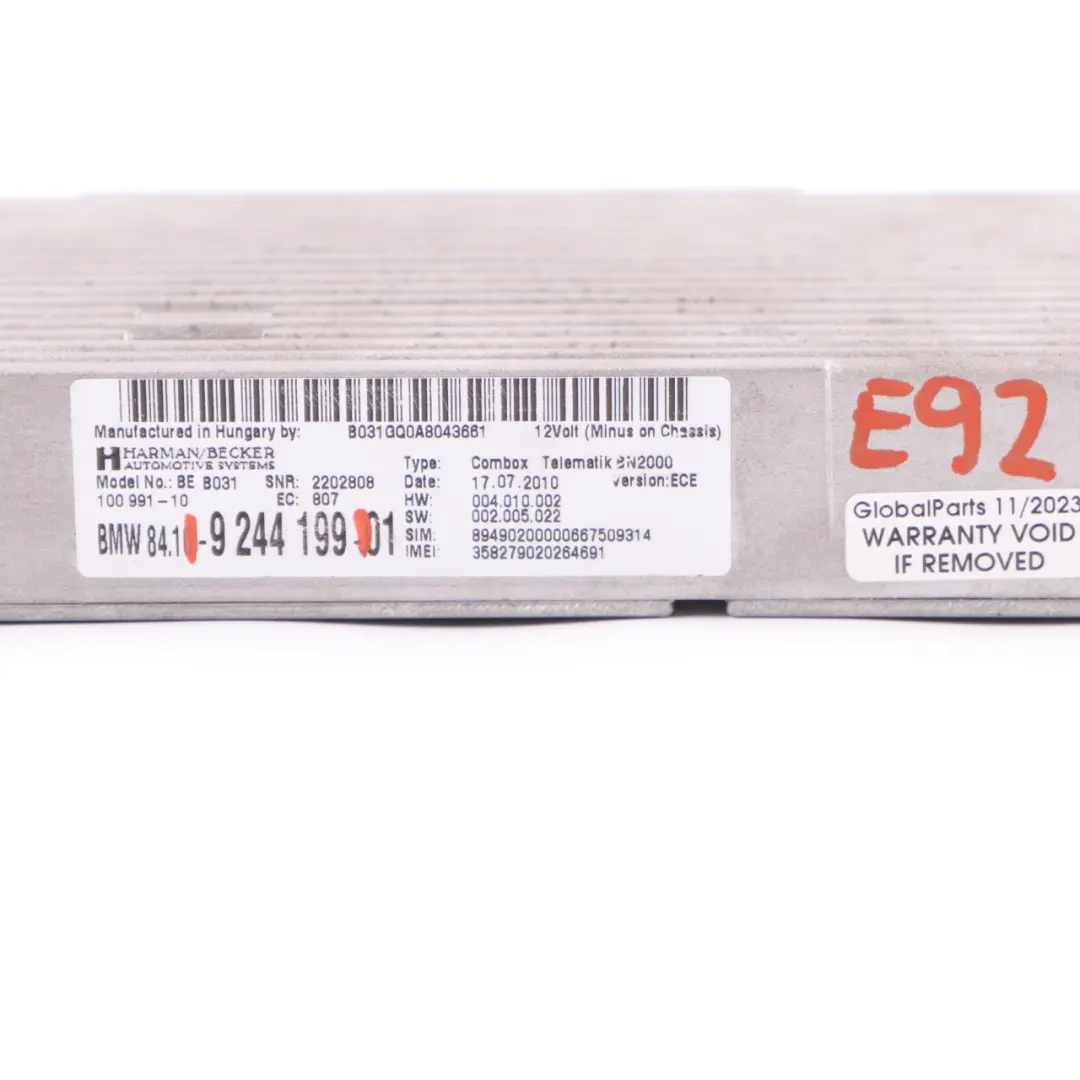 Manufactured in Hungary by: B031GQ0A8043661 12Volt (Minus on Chassis)
HARMAN/BECKER
AUTOMOTIVE SYSTEMS
Type: Combox Telematik BN2000
Model No.: BE B031 SNR: 2202808
Date: 17.07.2010 Version:ECE
100 991-10 EC: 807
HW: 004.010.002
SW: 002.005.022
BMW 84.10-9 244 199-01
SIM: 89490200000667509314
IMEI: 358279020264691
E92
GlobalParts 11/2023
WARRANTY VOID
IF REMOVED